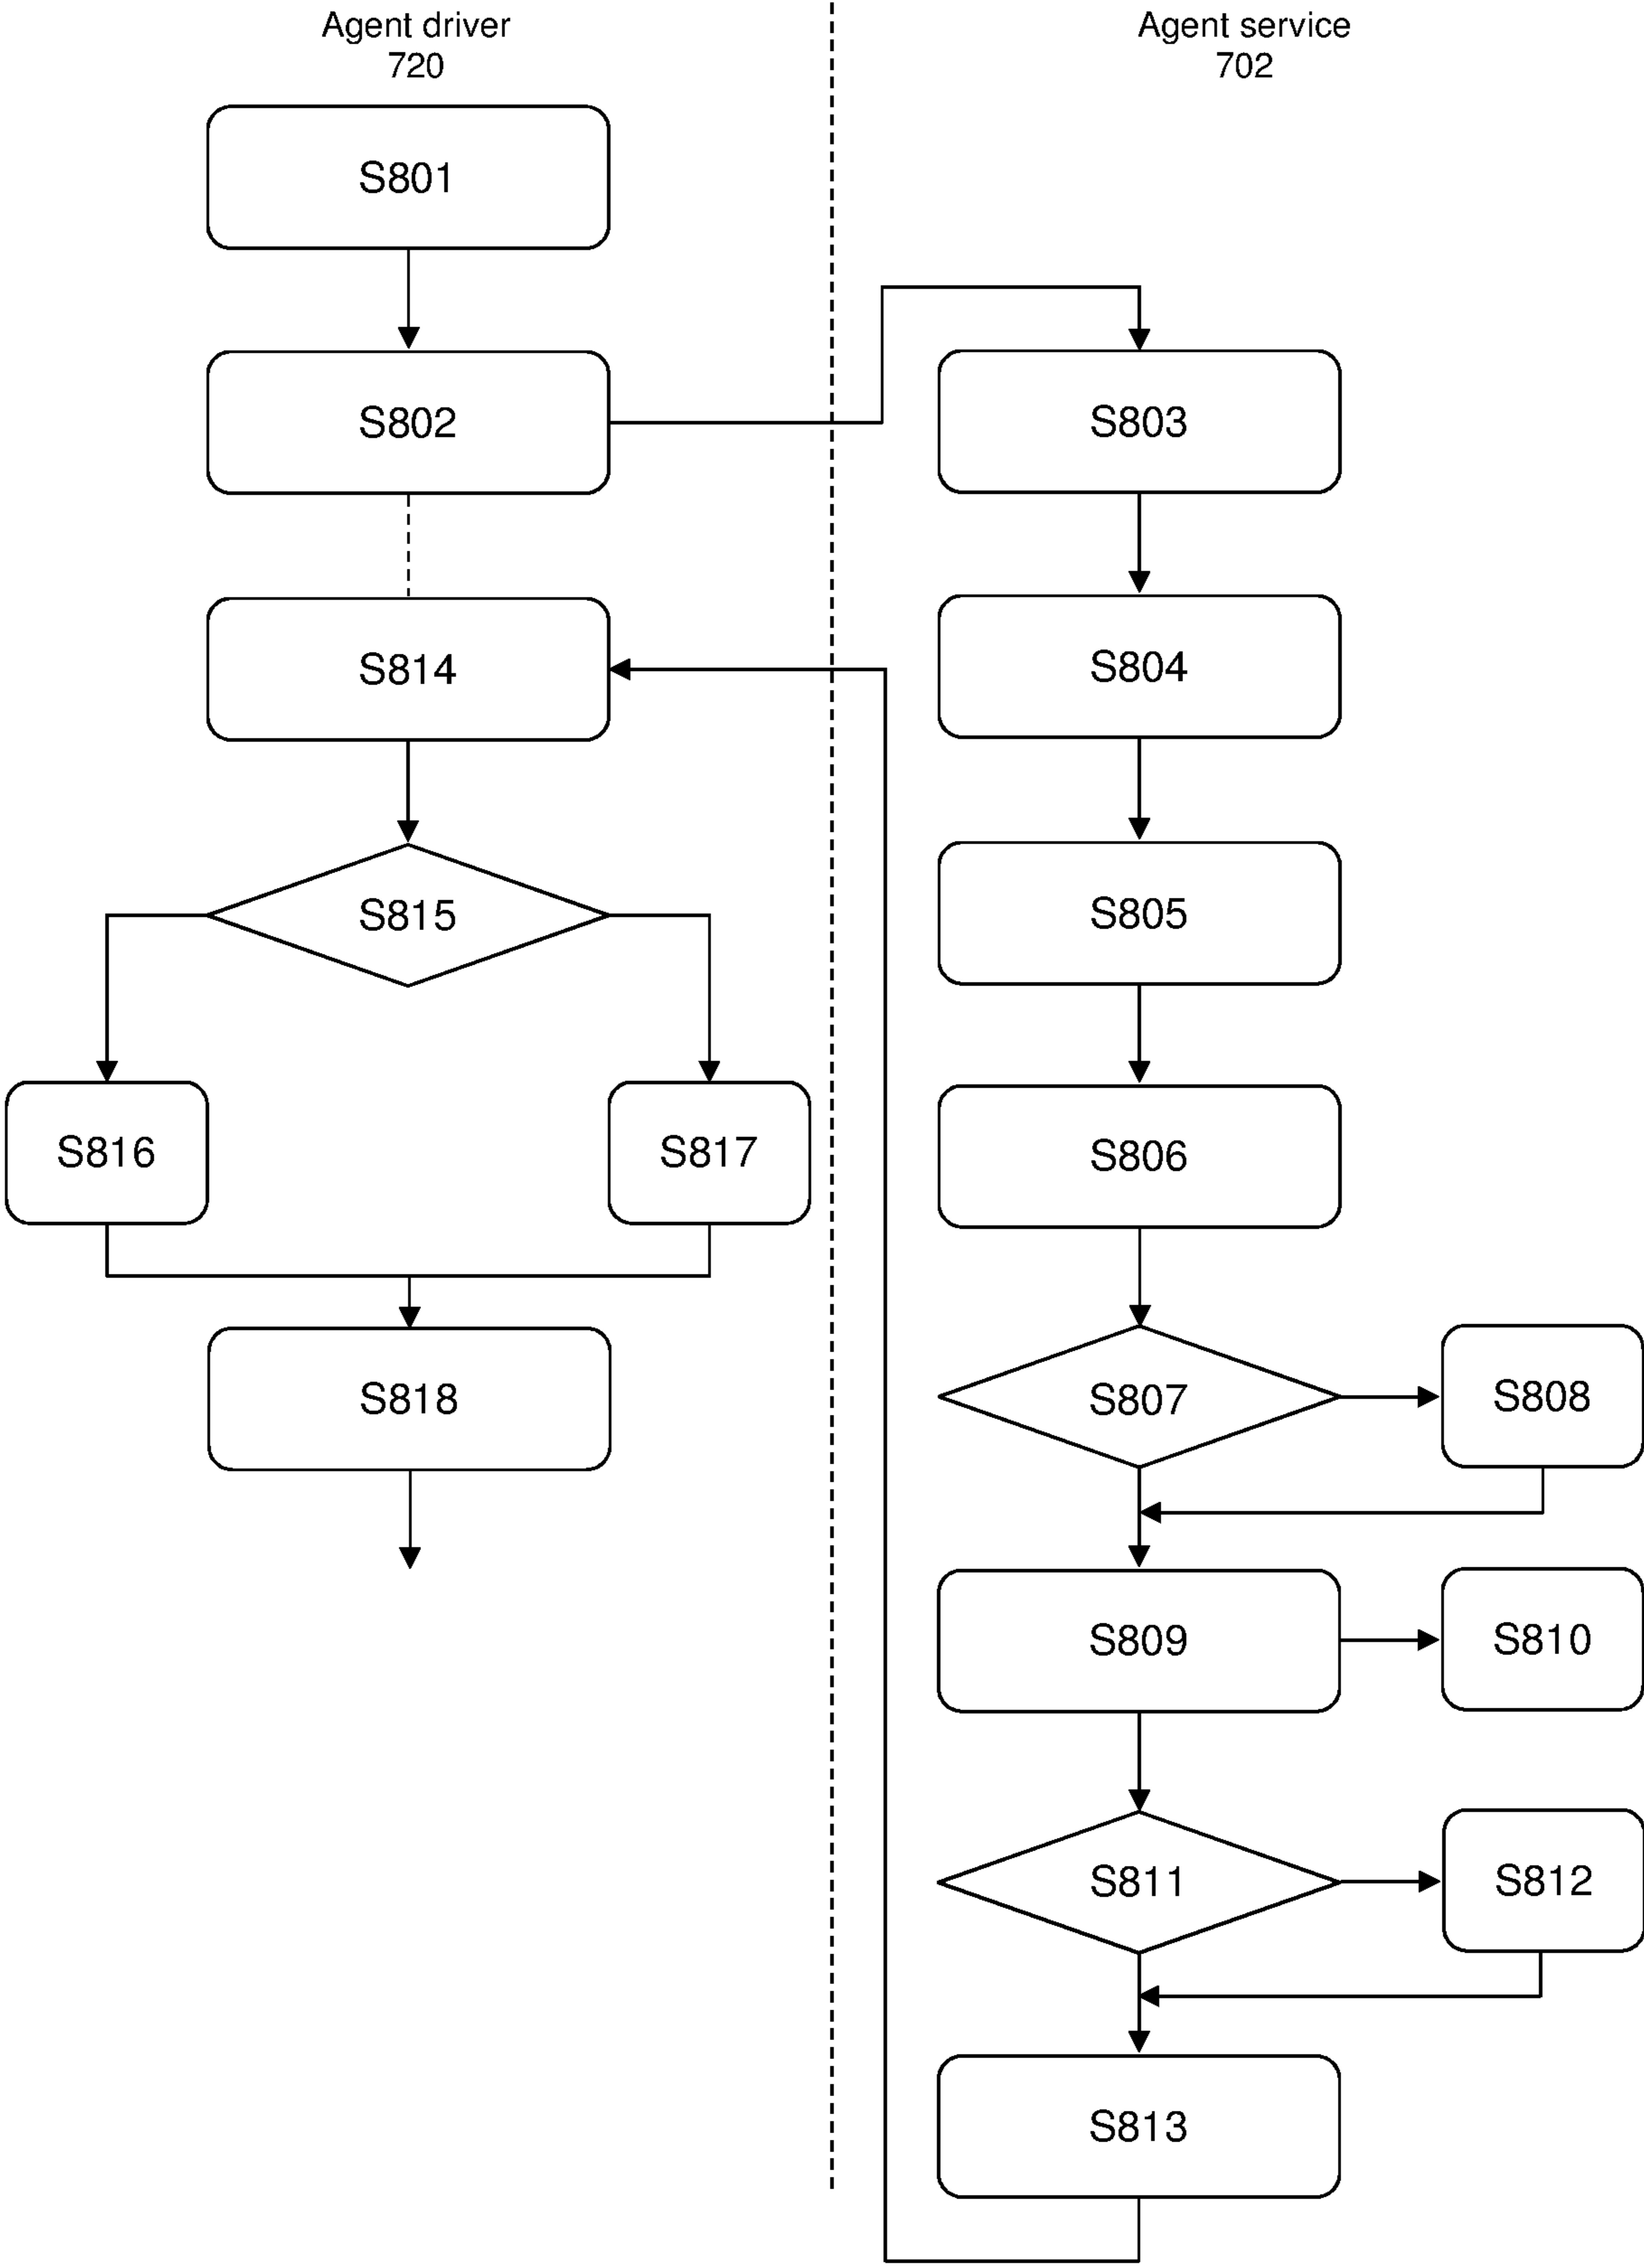 Agent driver
720
Agent service
702
S801
S802
S803
S814
S804
S815
S805
S816
S817
S806
S818
S807
S808
S809
S810
S811
S812
S813